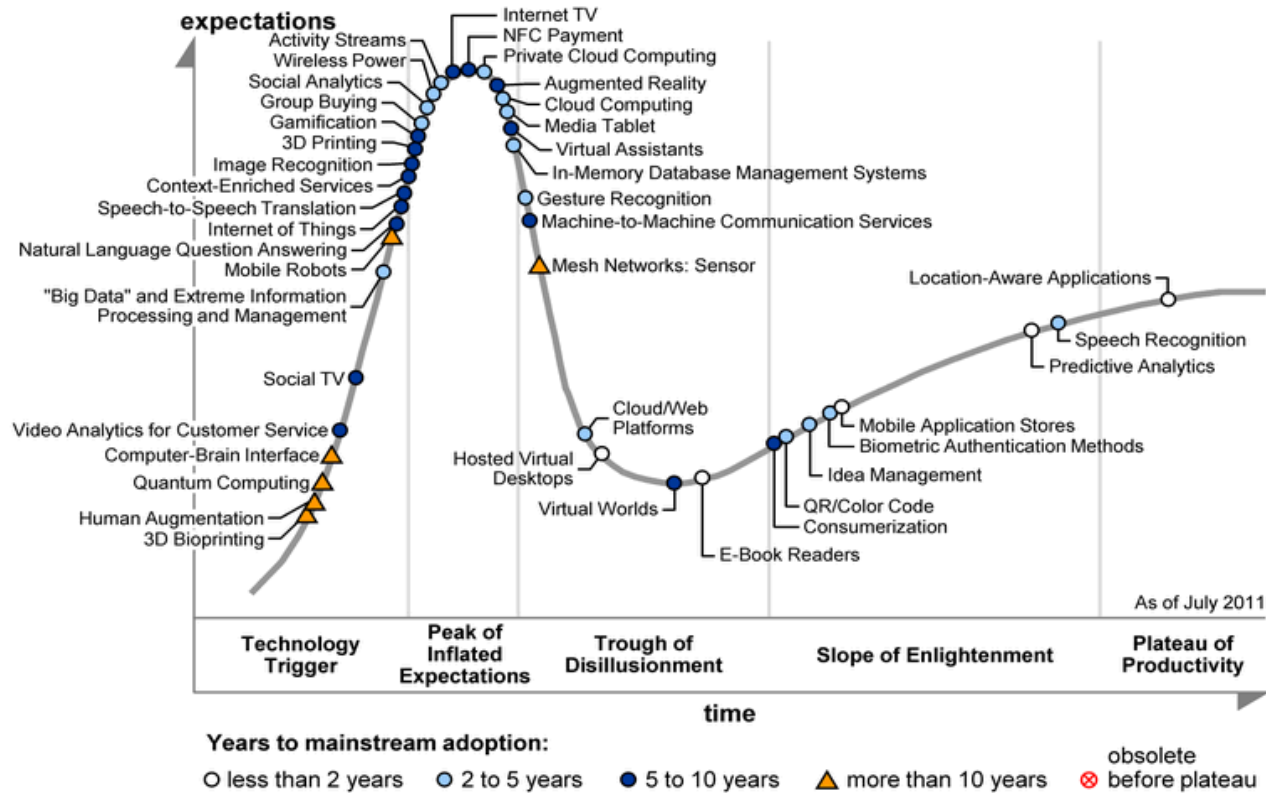 expectations
Internet TV
NFC Payment
Activity Streams
Wireless Power
Private Cloud Computing
Social Analytics
Augmented Reality
Group Buying
Cloud Computing
Gamification
Media Tablet
3D Printing
Virtual Assistants
Image Recognition
In-Memory Database Management Systems
Context-Enriched Services
Gesture Recognition
Speech-to-Speech Translation
Machine-to-Machine Communication Services
Internet of Things
Natural Language Question Answering
Mesh Networks: Sensor
Mobile Robots
Location-Aware Applications
"Big Data" and Extreme Information
Processing and Management
Speech Recognition
Predictive Analytics
Social TV
Cloud/Web
Platforms
Mobile Application Stores
Video Analytics for Customer Service
Biometric Authentication Methods
Computer-Brain Interface
Hosted Virtual
Desktops
Idea Management
Quantum Computing
Virtual Worlds
QR/Color Code
Human Augmentation
Consumerization
3D Bioprinting
E-Book Readers
As of July 2011
Technology
Trigger
Peak of
Inflated
Expectations
Trough of
Disillusionment
Slope of Enlightenment
Plateau of
Productivity
time
Years to mainstream adoption:
less than 2 years
2 to 5 years
5 to 10 years
more than 10 years
obsolete
before plateau